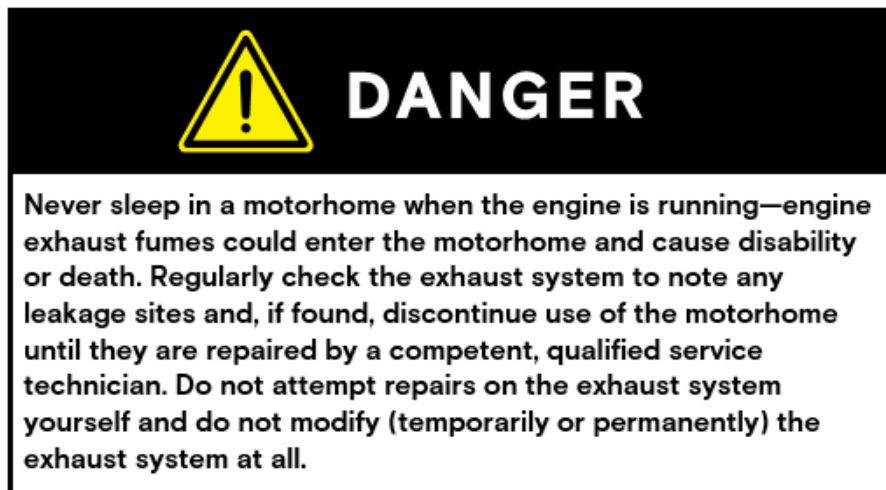 DANGER
Never sleep in a motorhome when the engine is running—engine
exhaust fumes could enter the motorhome and cause disability
or death. Regularly check the exhaust system to note any
leakage sites and, if found, discontinue use of the motorhome
until they are repaired by a competent, qualified service
technician. Do not attempt repairs on the exhaust system
yourself and do not modify (temporarily or permanently) the
exhaust system at all.